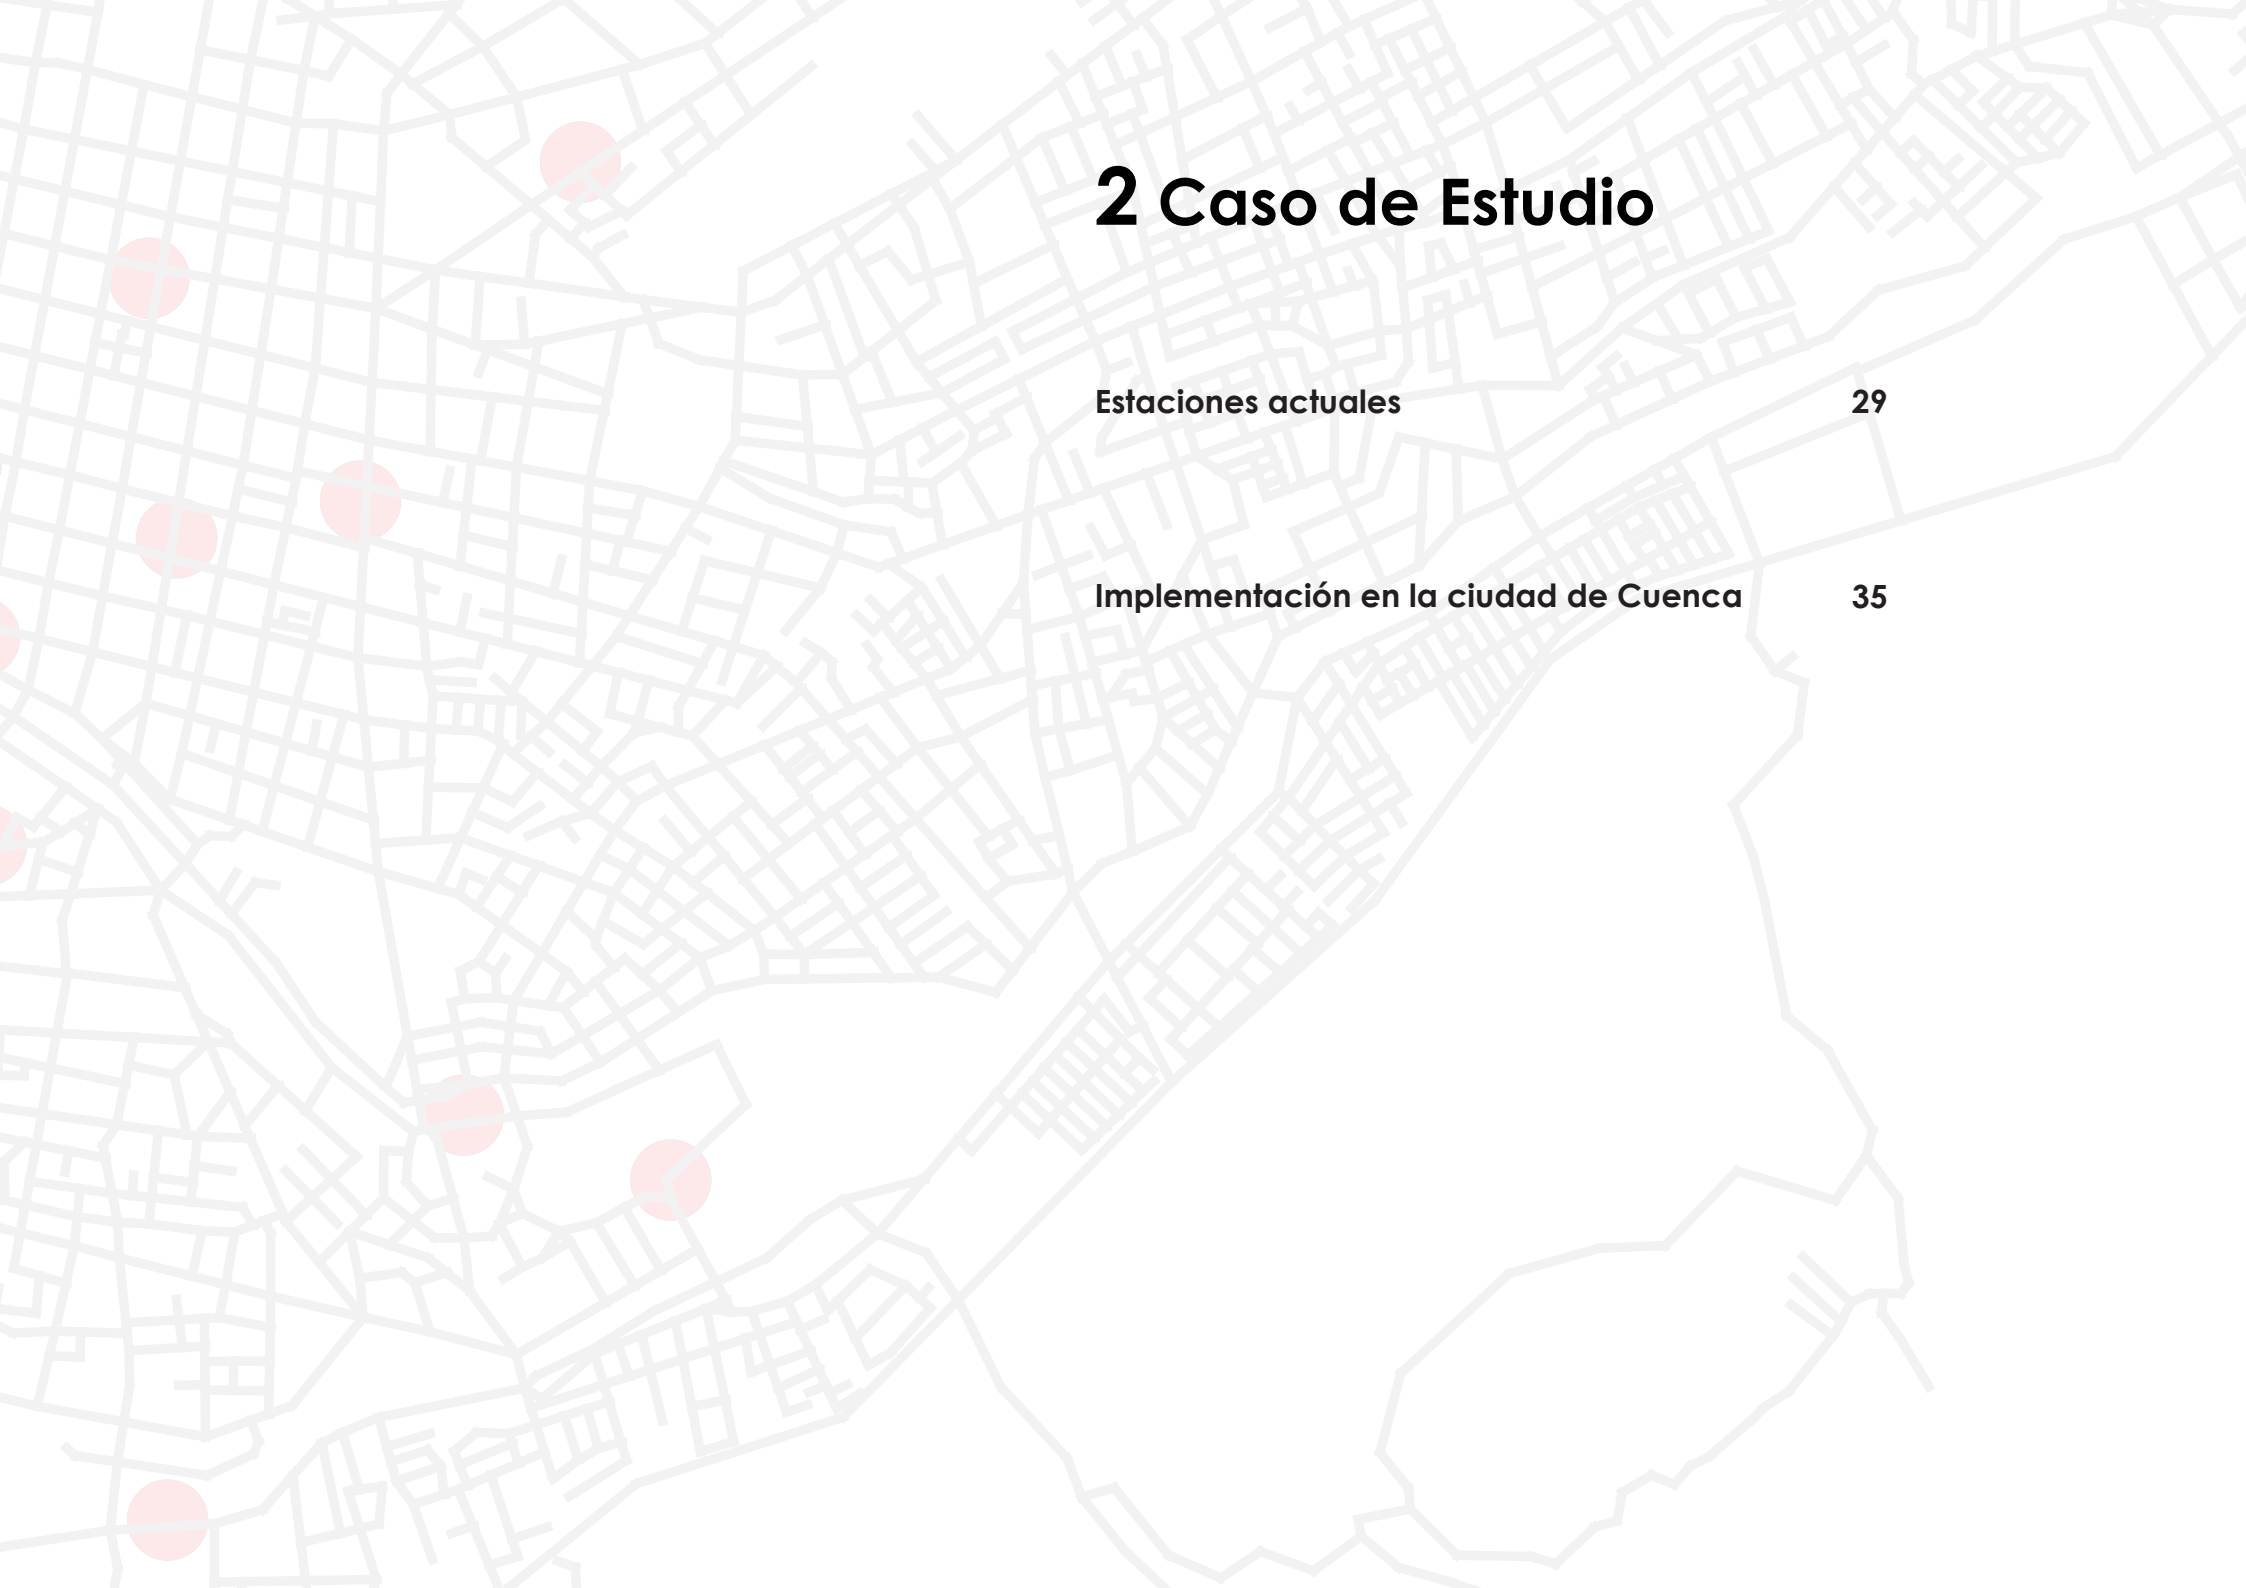 2 Caso de Estudio
Estaciones actuales 29
Implementación en la ciudad de Cuenca 35